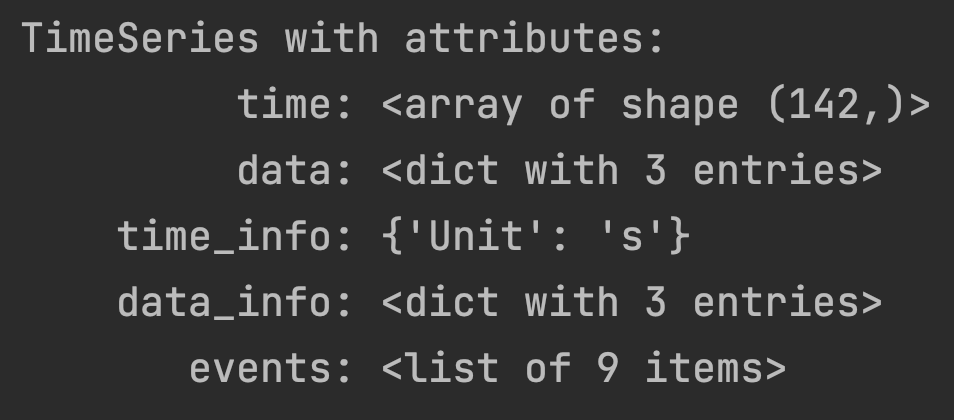 TimeSeries with attributes:
time: <array of shape (142,)>
data: <dict with 3 entries>
time_info: {'Unit': 's'}
data_info: <dict with 3 entries>
events: <list of 9 items>